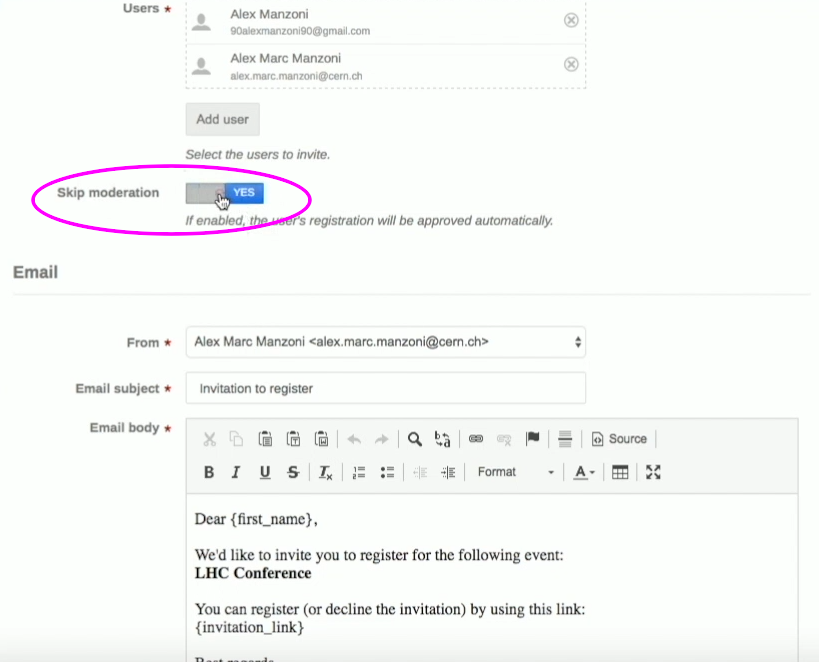 Users *
Alex Manzoni
90alexmanzoni90@gmail.com
Alex Marc Manzoni
alex.marc.manzoni@cern.ch
Add user
Select the users to invite.
Skip moderation YES
If enabled, the user's registration will be approved automatically.
Email
From * Alex Marc Manzoni <alex.marc.manzoni@cern.ch>
Email subject * Invitation to register
Email body *
Source
B I U S Ix Format A
Dear {first_name},
We'd like to invite you to register for the following event:
LHC Conference
You can register (or decline the invitation) by using this link:
{invitation_link}
Best regards